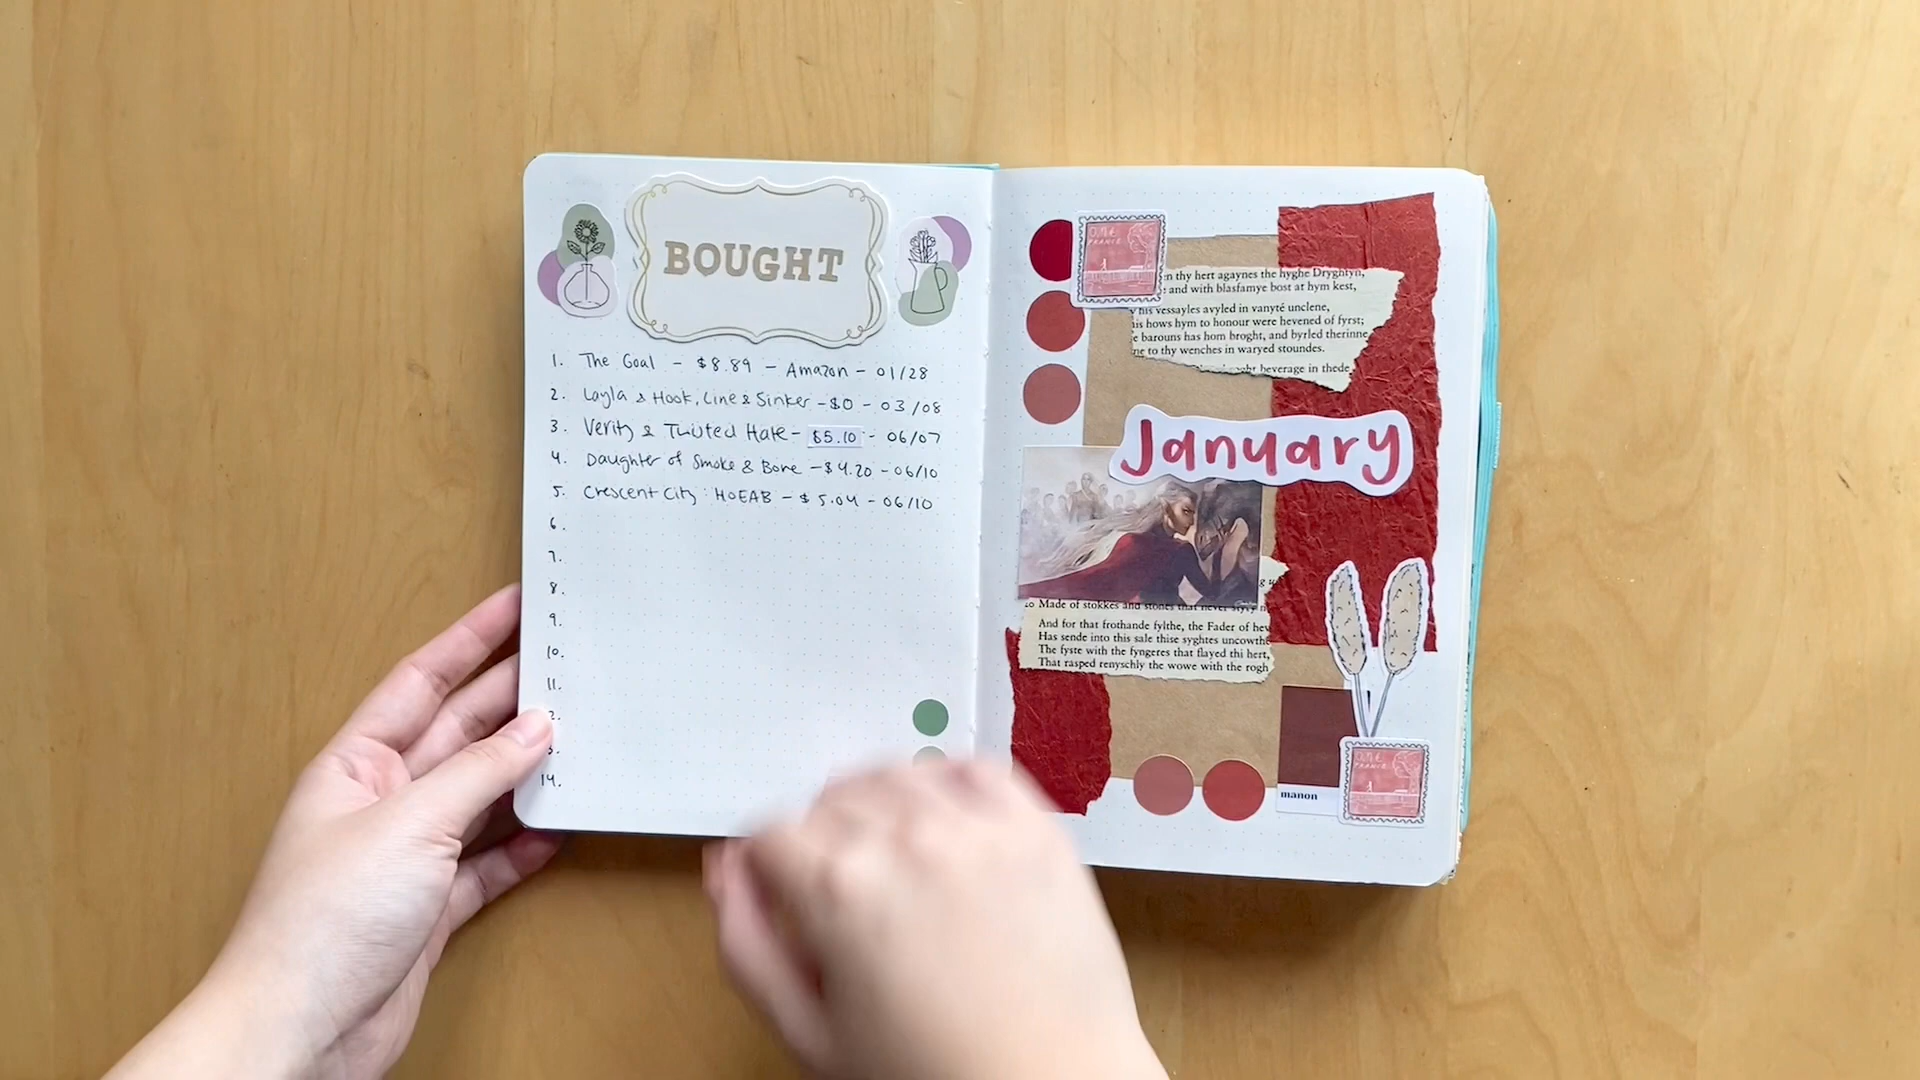 BOUGHT
1. The Goal - $8.89 - Amazon - 01/28
2. Layla & Hook, Line & Sinker - $0 - 03/08
3. Verity & Twisted Hate - $5.10 - 06/07
4. Daughter of Smoke & Bone - $4.20 - 06/10
5. Crescent City: HOEAB - $5.04 - 06/10
6.
7.
8.
9.
10.
11.
2.
3.
14.
FRANCE
en thy hert agaynes the hyghe Dryghtyn,
and with blasfamye bost at hym kest,
his vessayles avyled in vanyté unclene,
his hows hym to honour were hevened of fyrst;
e barouns has hom broght, and byrled therinne
me to thy wenches in waryed stoundes.
beverage in thede
January
Made of stokkes and stones that never styry
And for that frothande fylthe, the Fader of hev
Has sende into this sale thise syghtes uncowthe
The fyste with the fyngeres that flayed thi hert,
That rasped renyschly the wowe with the rogh
manon
FRANCE